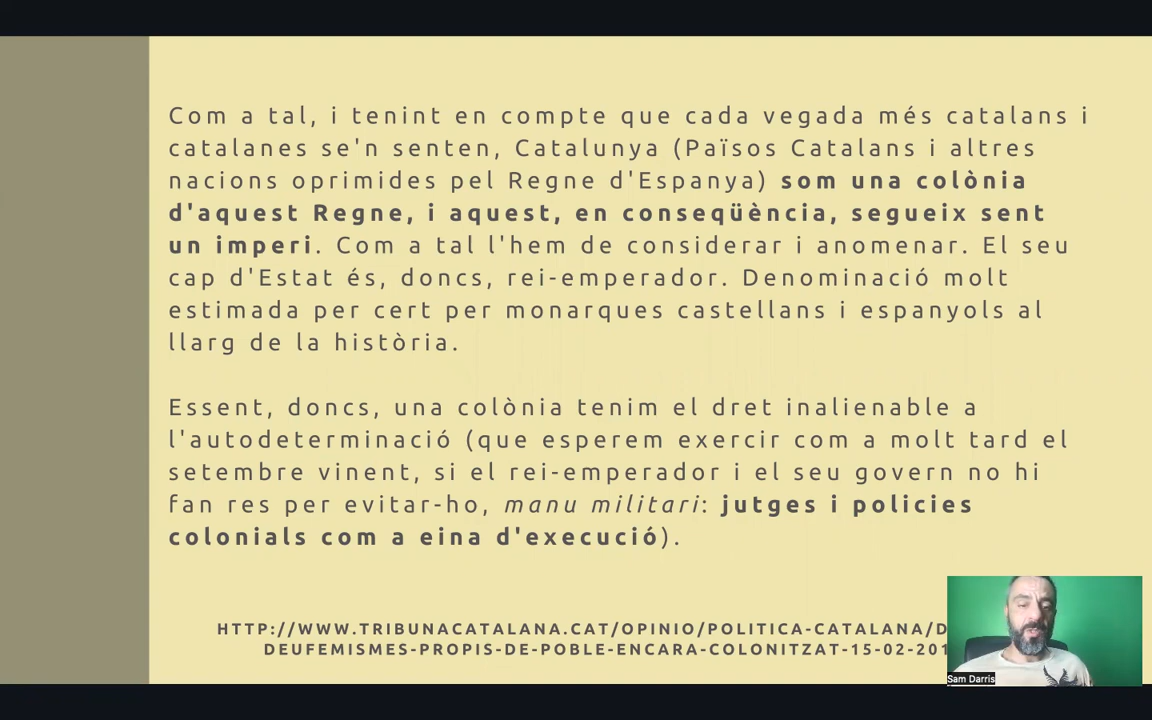 Com a tal, i tenint en compte que cada vegada més catalans i
catalanes se'n senten, Catalunya (Països Catalans i altres
nacions oprimides pel Regne d'Espanya) som una colònia
d'aquest Regne, i aquest, en conseqüència, segueix sent
un imperi. Com a tal l'hem de considerar i anomenar. El seu
cap d'Estat és, doncs, rei-emperador. Denominació molt
estimada per cert per monarques castellans i espanyols al
llarg de la història.
Essent, doncs, una colònia tenim el dret inalienable a
l'autodeterminació (que esperem exercir com a molt tard el
setembre vinent, si el rei-emperador i el seu govern no hi
fan res per evitar-ho, manu militari: jutges i policies
colonials com a eina d'execució).
HTTP://WWW.TRIBUNACATALANA.CAT/OPINIO/POLITICA-CATALANA/D
DEUFEMISMES-PROPIS-DE-POBLE-ENCARA-COLONITZAT-15-02-201
Sam Darris